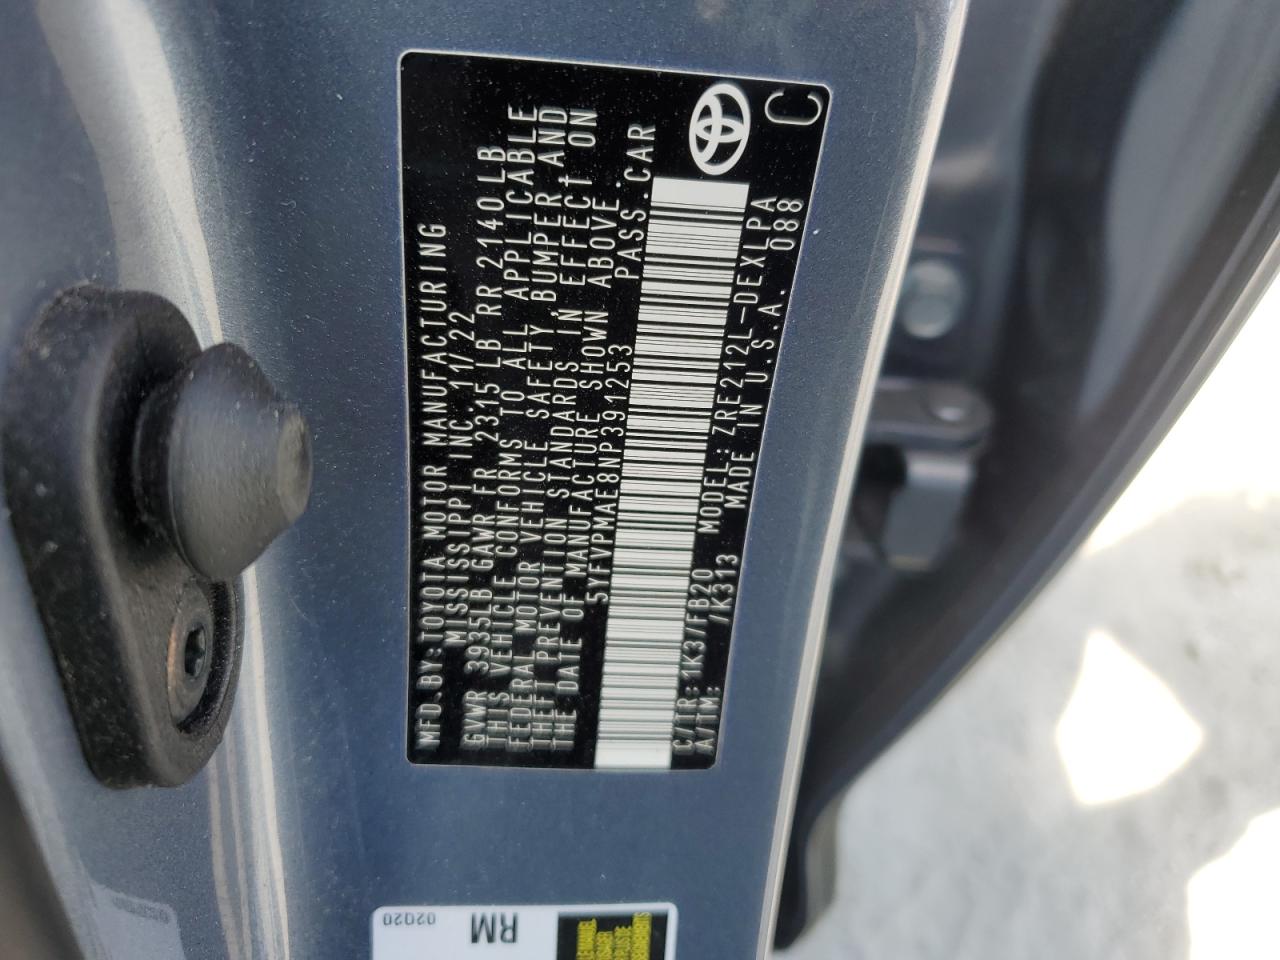 MFD.BY:TOYOTA MOTOR MANUFACTURING
MISSISSIPPI INC. 11/22
GVWR 3935LB GAWR FR 2315 LB RR 2140LB
THIS VEHICLE CONFORMS TO ALL APPLICABLE
FEDERAL MOTOR VEHICLE SAFETY, BUMPER AND
THEFT PREVENTION STANDARDS IN EFFECT ON
THE DATE OF MANUFACTURE SHOWN ABOVE.
5YFVPMAE8NP391253 PASS.CAR
C/TR:1K3/FB20 MODEL:ZRE212L-DEXLPA
A/TM: /K313 MADE IN U.S.A. 088
C
02020
RM